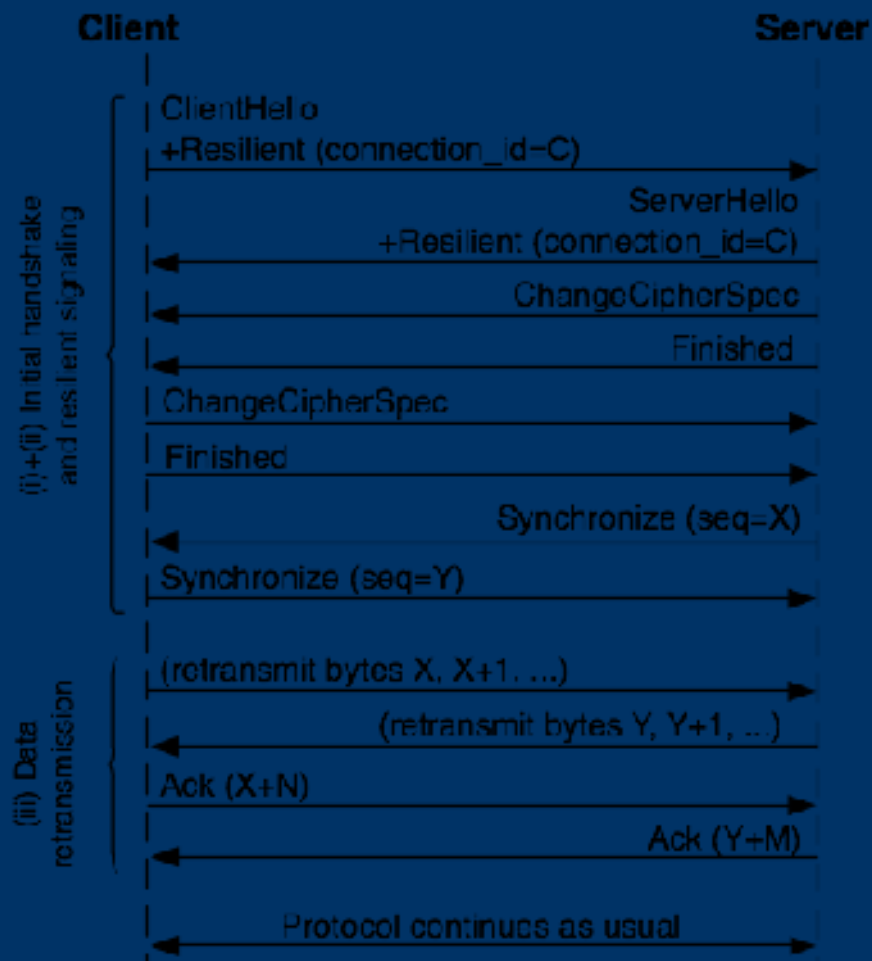 Client
Server
(i)+(ii) Initial handshake
and resilient signaling
ClientHello
+Resilient (connection_id=C)
ServerHello
+Resilient (connection_id=C)
ChangeCipherSpec
Finished
ChangeCipherSpec
Finished
Synchronize (seq=X)
Synchronize (seq=Y)
(iii) Data
retransmission
(retransmit bytes X, X+1, ...)
(retransmit bytes Y, Y+1, ...)
Ack (X+N)
Ack (Y+M)
Protocol continues as usual